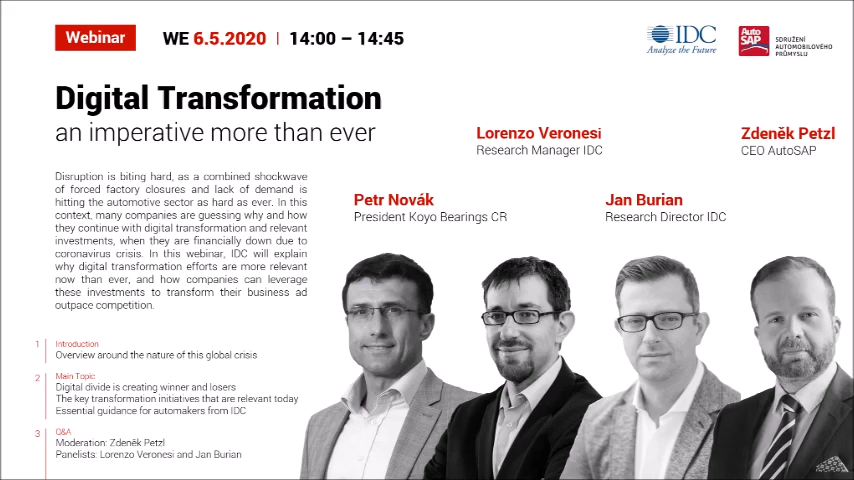 Webinar
WE 6.5.2020 | 14:00 – 14:45
IDC
Analyze the Future
Auto
SAP
SDRUŽENÍ
AUTOMOBILOVÉHO
PRŮMYSLU
Digital Transformation
an imperative more than ever
Lorenzo Veronesi
Research Manager IDC
Zdeněk Petzl
CEO AutoSAP
Petr Novák
President Koyo Bearings CR
Jan Burian
Research Director IDC
Disruption is biting hard, as a combined shockwave
of forced factory closures and lack of demand is
hitting the automotive sector as hard as ever. In this
context, many companies are guessing why and how
they continue with digital transformation and relevant
investments, when they are financially down due to
coronavirus crisis. In this webinar, IDC will explain
why digital transformation efforts are more relevant
now than ever, and how companies can leverage
these investments to transform their business ad
outpace competition.
1 Introduction
Overview around the nature of this global crisis
2 Main Topic
Digital divide is creating winner and losers
The key transformation initiatives that are relevant today
Essential guidance for automakers from IDC
3 Q&A
Moderation: Zdeněk Petzl
Panelists: Lorenzo Veronesi and Jan Burian